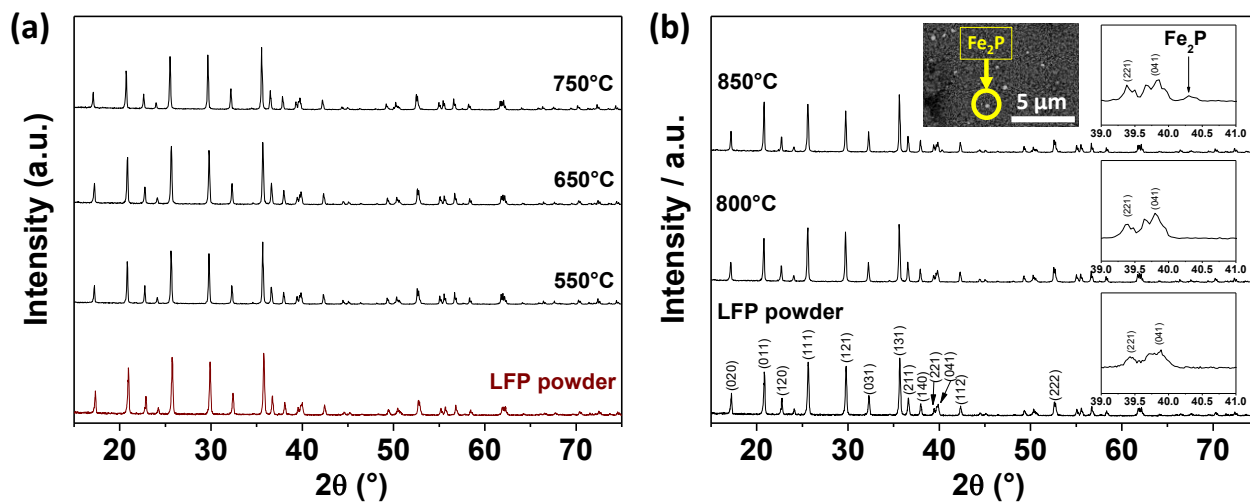 (a)
Intensity (a.u.)
750°C
650°C
550°C
LFP powder
20 30 40 50 60 70
2θ (°)
(b)
Intensity / a.u.
850°C
Fe₂P
5 µm
Fe₂P
(221)
(041)
39.0 39.5 40.0 40.5 41.0
800°C
(221)
(041)
39.0 39.5 40.0 40.5 41.0
LFP powder
(221)
(041)
39.0 39.5 40.0 40.5 41.0
(020)
(011)
(120)
(111)
(121)
(031)
(131)
(211)
(140)
(221)
(041)
(112)
(222)
20 30 40 50 60 70
2θ (°)